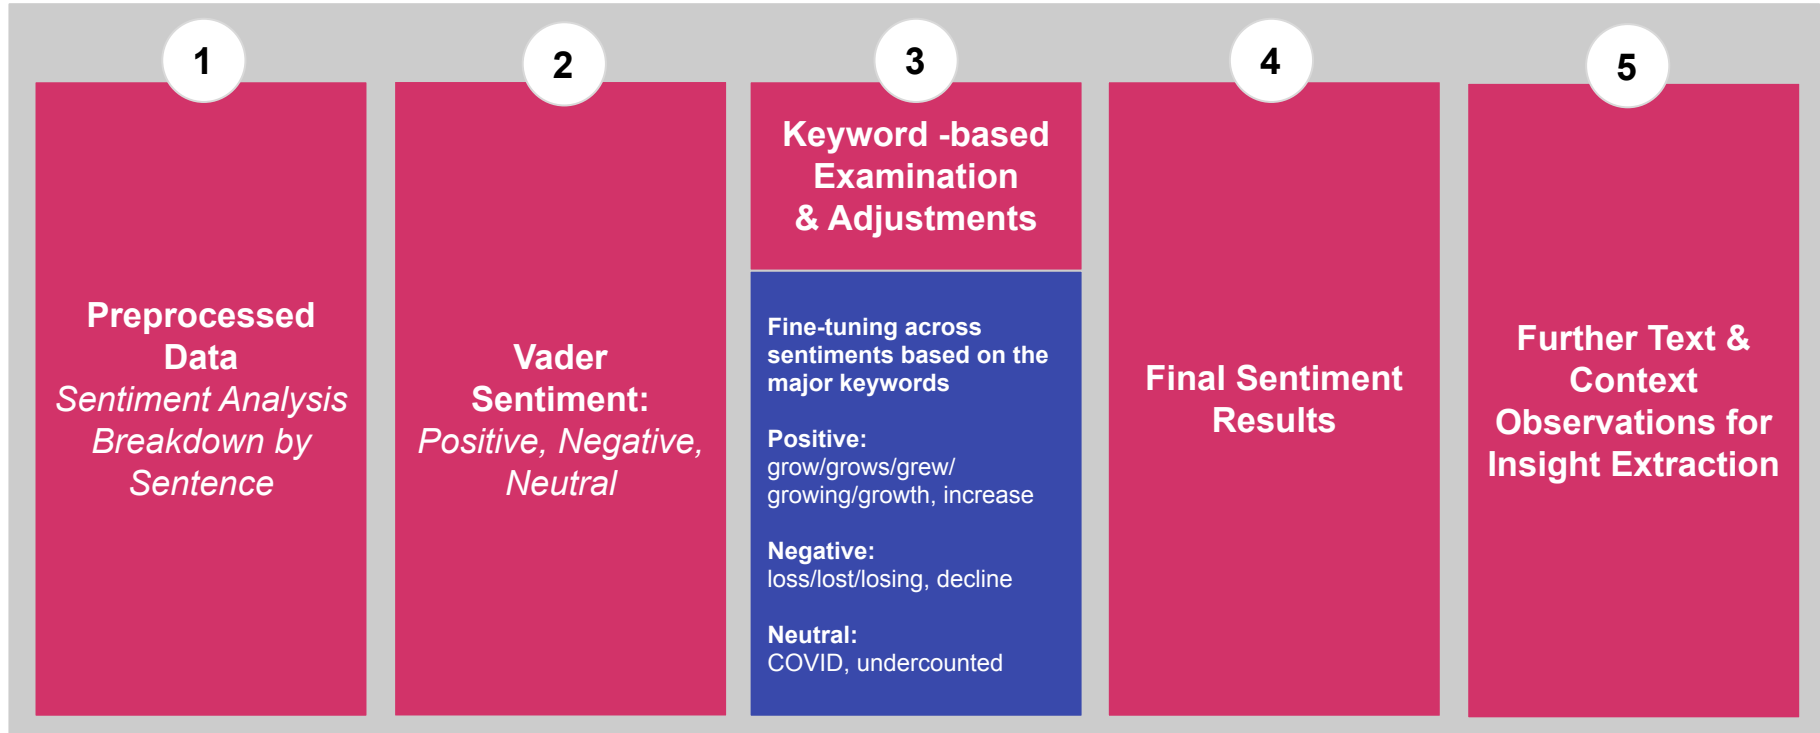 1
Preprocessed
Data
Sentiment Analysis
Breakdown by
Sentence
2
Vader
Sentiment:
Positive, Negative,
Neutral
3
Keyword -based
Examination
& Adjustments
Fine-tuning across
sentiments based on the
major keywords
Positive:
grow/grows/grew/
growing/growth, increase
Negative:
loss/lost/losing, decline
Neutral:
COVID, undercounted
4
Final Sentiment
Results
5
Further Text &
Context
Observations for
Insight Extraction